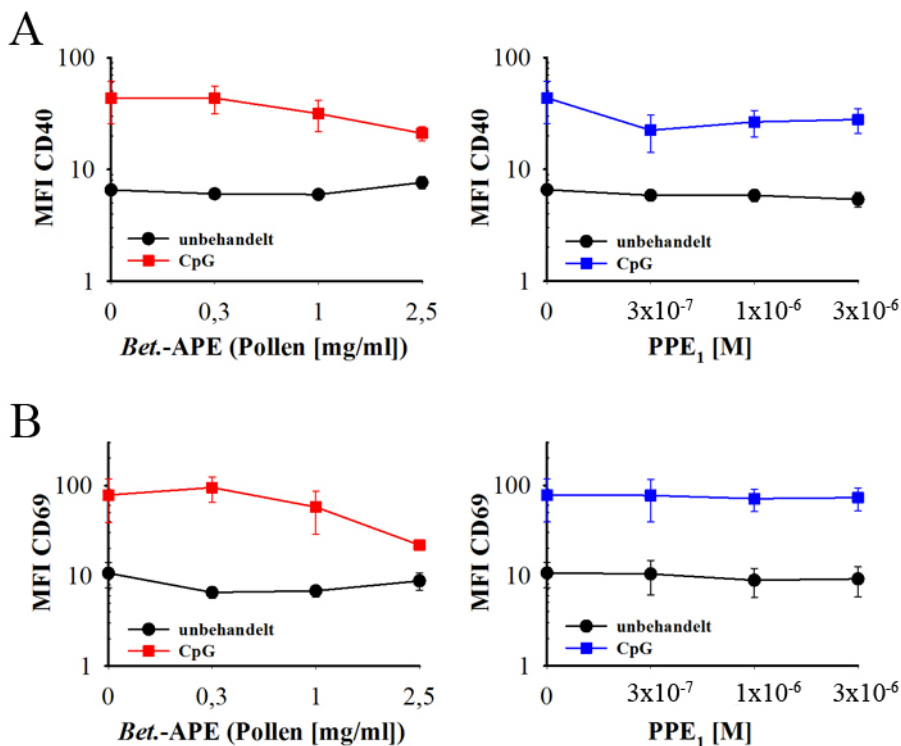 A
100
10
1
MFI CD40
unbehandelt
CpG
0 0,3 1 2,5
Bet.-APE (Pollen [mg/ml])
100
10
1
MFI CD40
unbehandelt
CpG
0 3x10⁻⁷ 1x10⁻⁶ 3x10⁻⁶
PPE₁ [M]
B
100
10
1
MFI CD69
unbehandelt
CpG
0 0,3 1 2,5
Bet.-APE (Pollen [mg/ml])
100
10
1
MFI CD69
unbehandelt
CpG
0 3x10⁻⁷ 1x10⁻⁶ 3x10⁻⁶
PPE₁ [M]